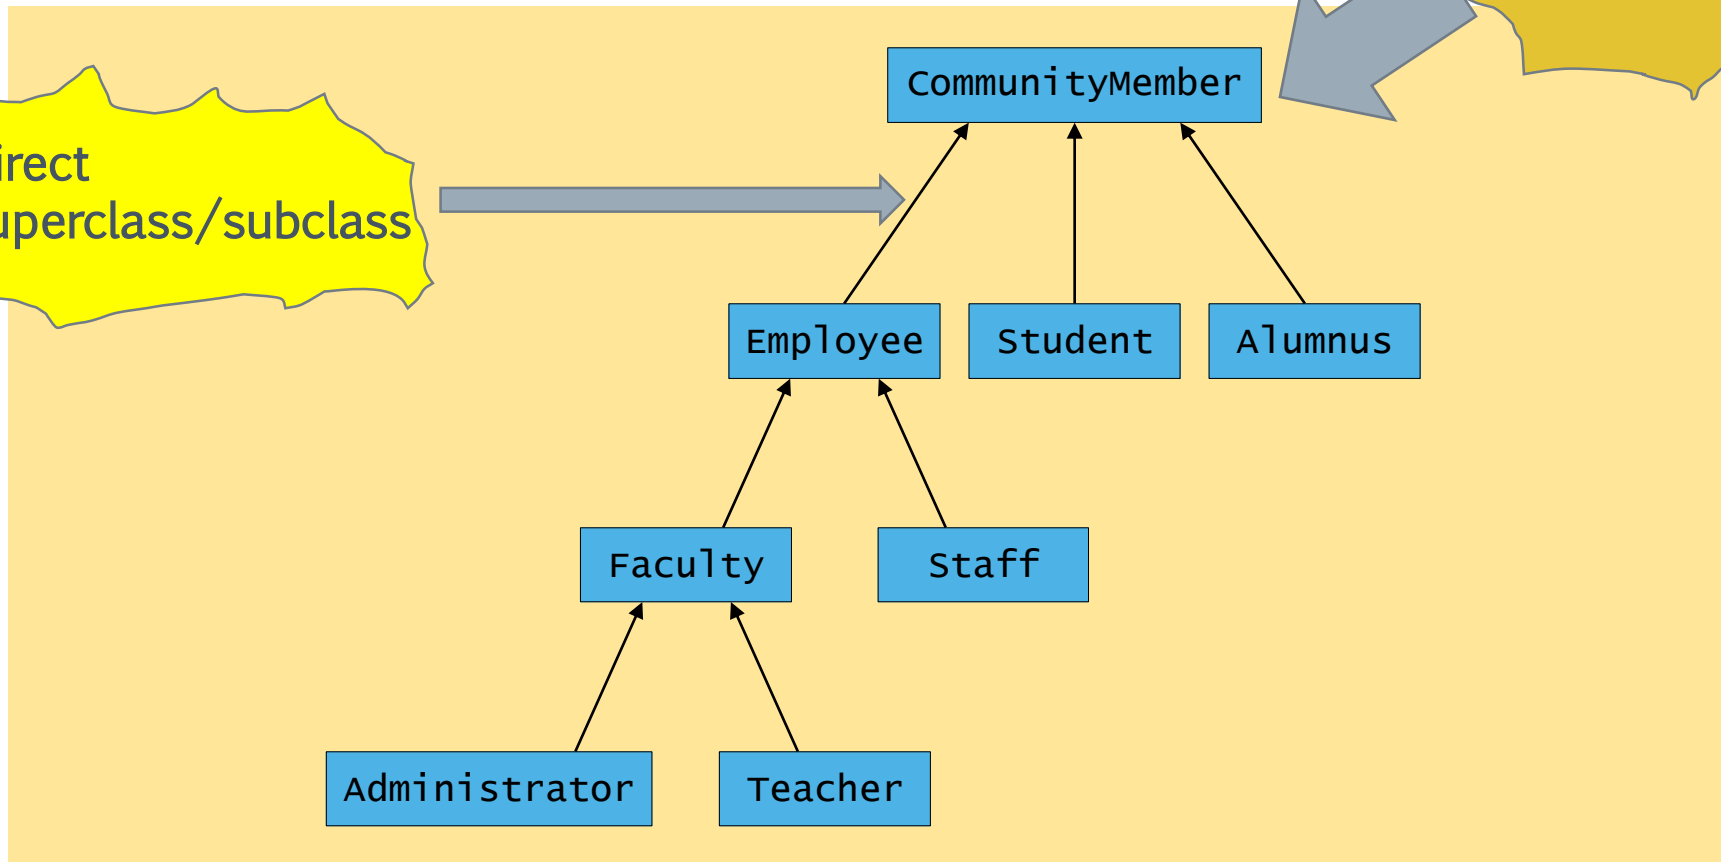 CommunityMember
irect
uperclass/subclass
Employee
Student
Alumnus
Faculty
Staff
Administrator
Teacher